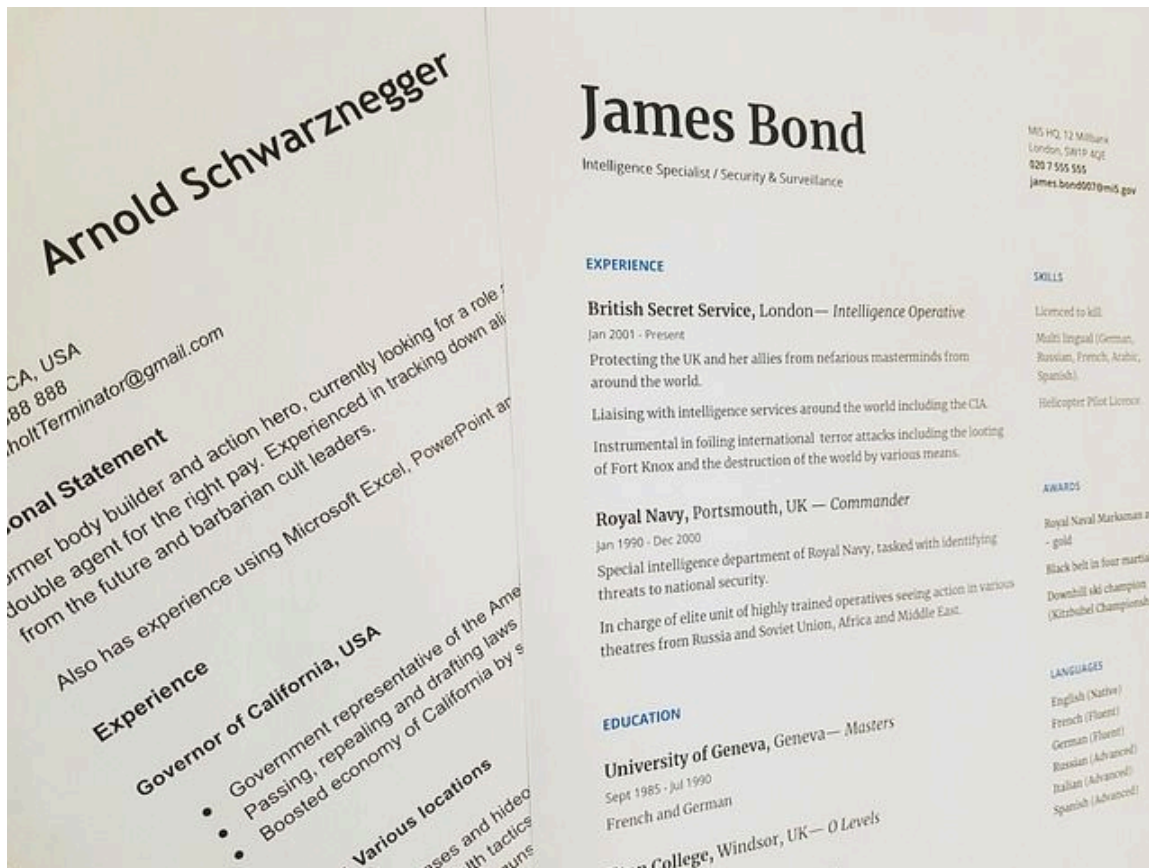 Arnold Schwarznegger
CA, USA
88 888
holtTerminator@gmail.com
onal Statement
ormer body builder and action hero, currently looking for a role
double agent for the right pay. Experienced in tracking down ali
from the future and barbarian cult leaders.
Also has experience using Microsoft Excel, PowerPoint an
Experience
Governor of California, USA
• Government representative of the Ame
• Passing, repealing and drafting laws
• Boosted economy of California by s
Various locations
ses and hideo
lth tactics
guns
James Bond
Intelligence Specialist / Security & Surveillance
MI5 HQ, 12 Millbank
London, SW1P 4QE
020 7 555 555
james.bond007@mi5.gov
EXPERIENCE
British Secret Service, London— Intelligence Operative
Jan 2001 - Present
Protecting the UK and her allies from nefarious masterminds from
around the world.
Liaising with intelligence services around the world including the CIA.
Instrumental in foiling international terror attacks including the looting
of Fort Knox and the destruction of the world by various means.
Royal Navy, Portsmouth, UK — Commander
Jan 1990 - Dec 2000
Special intelligence department of Royal Navy, tasked with identifying
threats to national security.
In charge of elite unit of highly trained operatives seeing action in various
theatres from Russia and Soviet Union, Africa and Middle East.
EDUCATION
University of Geneva, Geneva— Masters
Sept 1985 - Jul 1990
French and German
College, Windsor, UK— O Levels
SKILLS
Licenced to kill.
Multi lingual (German,
Russian, French, Arabic,
Spanish).
Helicopter Pilot Licence.
AWARDS
Royal Naval Marksman a
- gold
Black belt in four martia
Downhill ski champion
(Kitzbuhel Championsh
LANGUAGES
English (Native)
French (Fluent)
German (Fluent)
Russian (Advanced)
Italian (Advanced)
Spanish (Advanced)